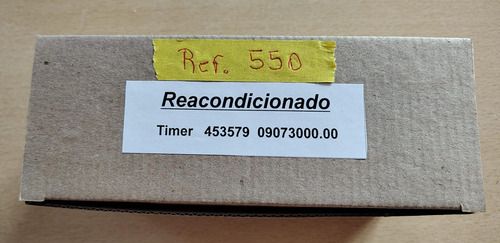 Ref. 550
Reacondicionado
Timer 453579 09073000.00